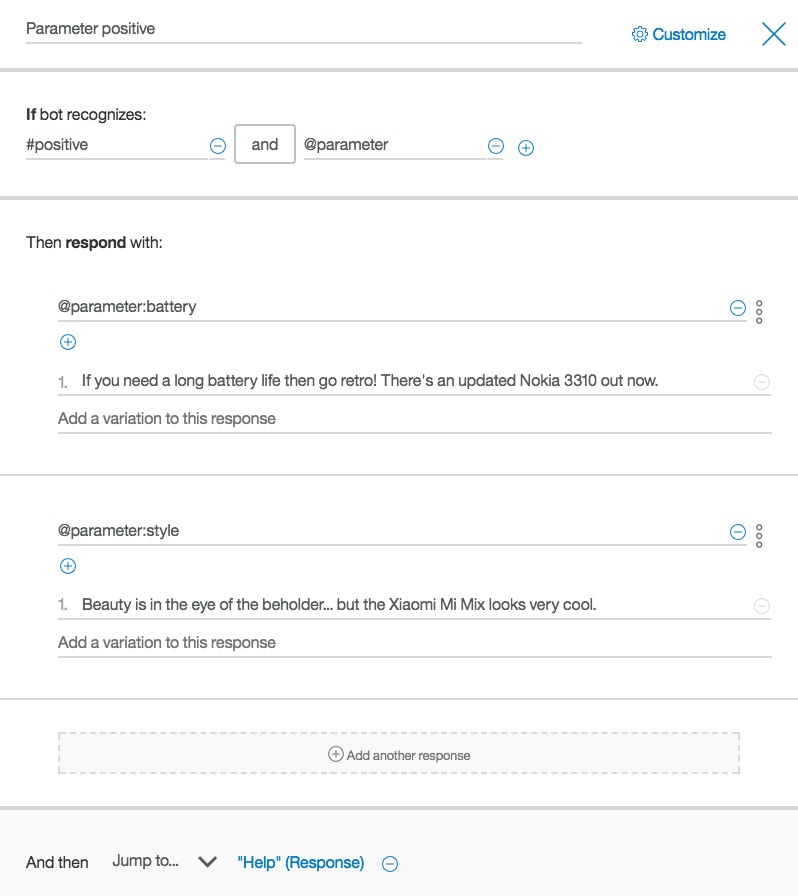 Parameter positive
Customize
If bot recognizes:
#positive and @parameter
Then respond with:
@parameter:battery
1. If you need a long battery life then go retro! There's an updated Nokia 3310 out now.
Add a variation to this response
@parameter:style
1. Beauty is in the eye of the beholder... but the Xiaomi Mi Mix looks very cool.
Add a variation to this response
Add another response
And then Jump to... "Help" (Response)